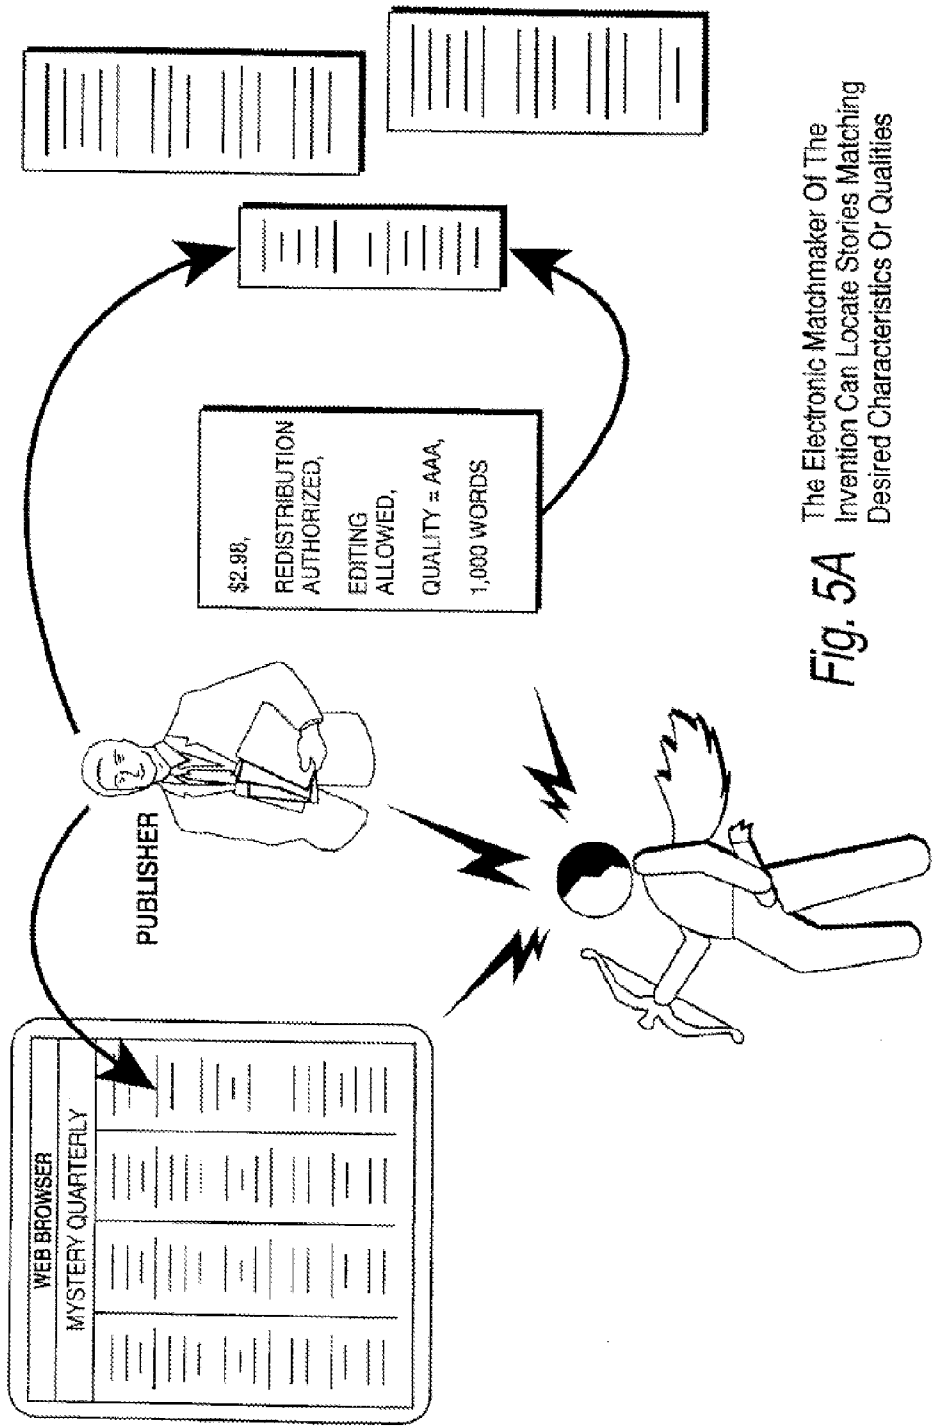 WEB BROWSER
MYSTERY QUARTERLY
PUBLISHER
$2.98,
REDISTRIBUTION
AUTHORIZED,
EDITING
ALLOWED,
QUALITY = AAA,
1,000 WORDS
Fig. 5A
The Electronic Matchmaker Of The
Invention Can Locate Stories Matching
Desired Characteristics Or Qualities